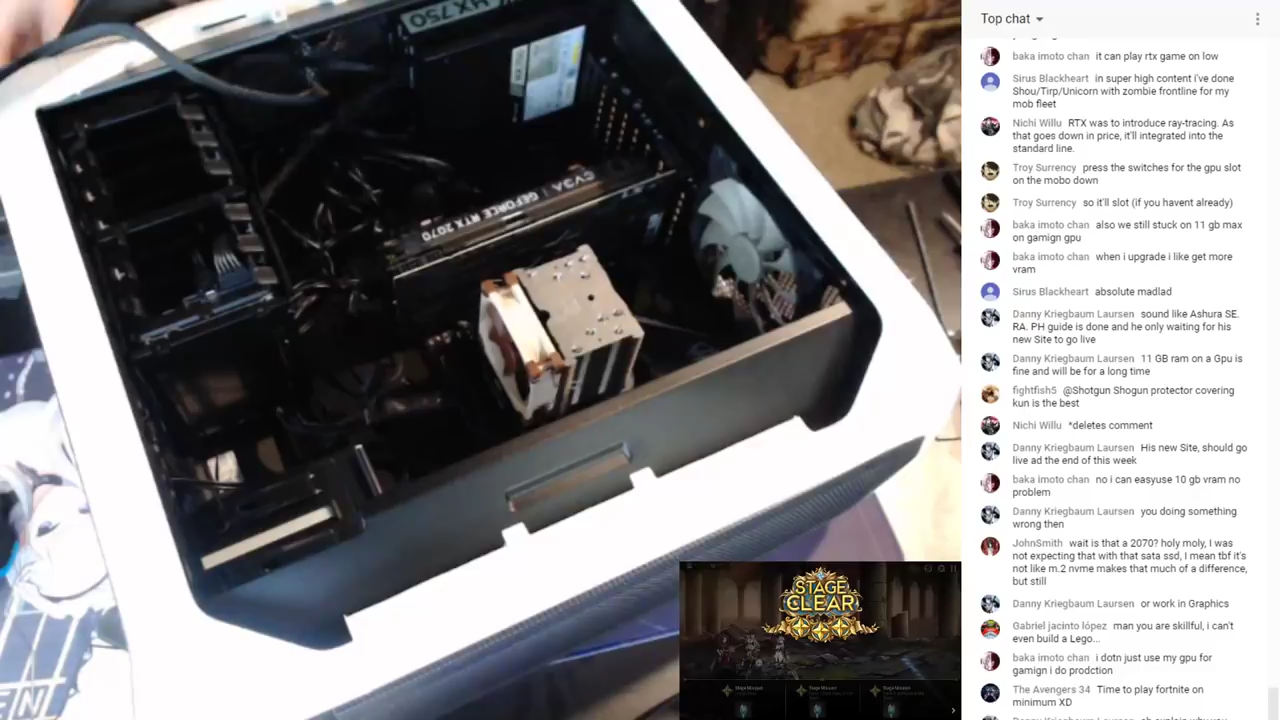 HX750
EVGA | GEFORCE RTX 2070
STAGE
CLEAR
Stage Mission
Stage Mission
Stage Mission
Top chat
baka imoto chan it can play rtx game on low
Sirus Blackheart in super high content i've done
Shou/Tirp/Unicorn with zombie frontline for my
mob fleet
Nichi Willu RTX was to introduce ray-tracing. As
that goes down in price, it'll integrated into the
standard line.
Troy Surrency press the switches for the gpu slot
on the mobo down
Troy Surrency so it'll slot (if you havent already)
baka imoto chan also we still stuck on 11 gb max
on gamign gpu
baka imoto chan when i upgrade i like get more
vram
Sirus Blackheart absolute madlad
Danny Kriegbaum Laursen sound like Ashura SE.
RA. PH guide is done and he only waiting for his
new Site to go live
Danny Kriegbaum Laursen 11 GB ram on a Gpu is
fine and will be for a long time
fightfish5 @Shotgun Shogun protector covering
kun is the best
Nichi Willu *deletes comment
Danny Kriegbaum Laursen His new Site, should go
live ad the end of this week
baka imoto chan no i can easyuse 10 gb vram no
problem
Danny Kriegbaum Laursen you doing something
wrong then
JohnSmith wait is that a 2070? holy moly, I was
not expecting that with that sata ssd, I mean tbf it's
not like m.2 nvme makes that much of a difference,
but still
Danny Kriegbaum Laursen or work in Graphics
Gabriel jacinto lópez man you are skillful, i can't
even build a Lego...
baka imoto chan i dotn just use my gpu for
gamign i do prodction
The Avengers 34 Time to play fortnite on
minimum XD